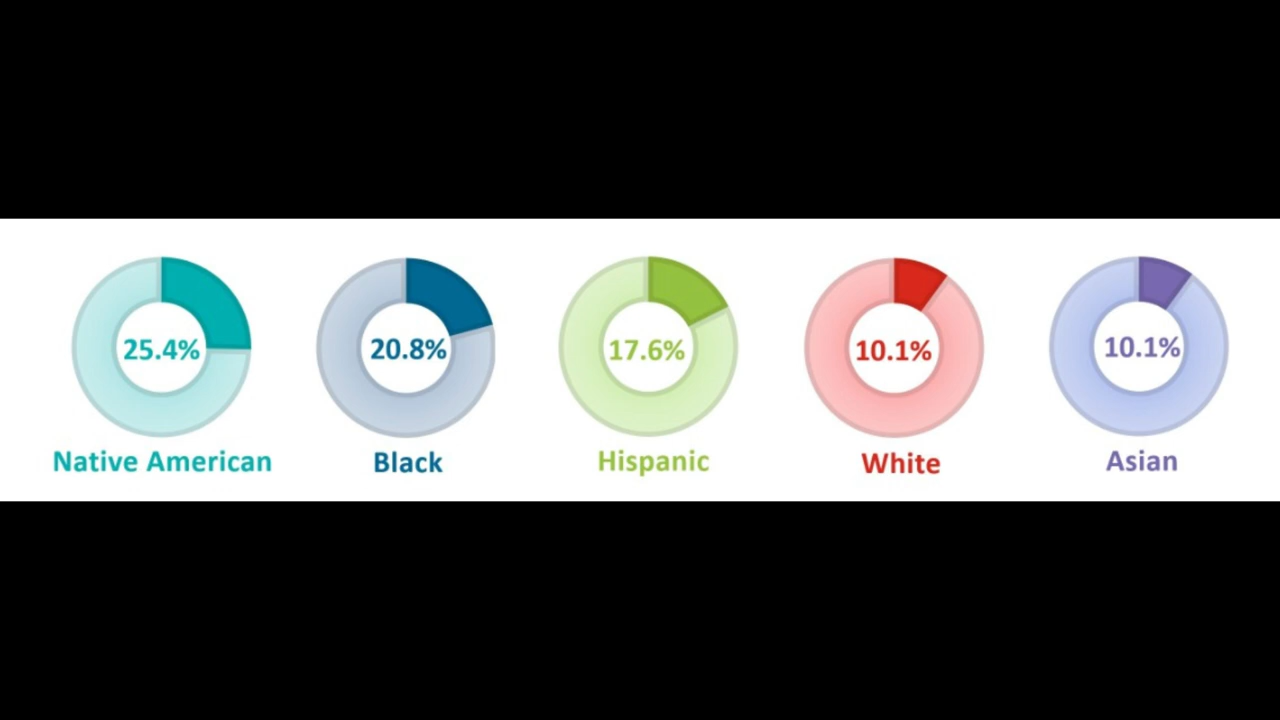 25.4% 20.8% 17.6% 10.1% 10.1%
Native American Black Hispanic White Asian